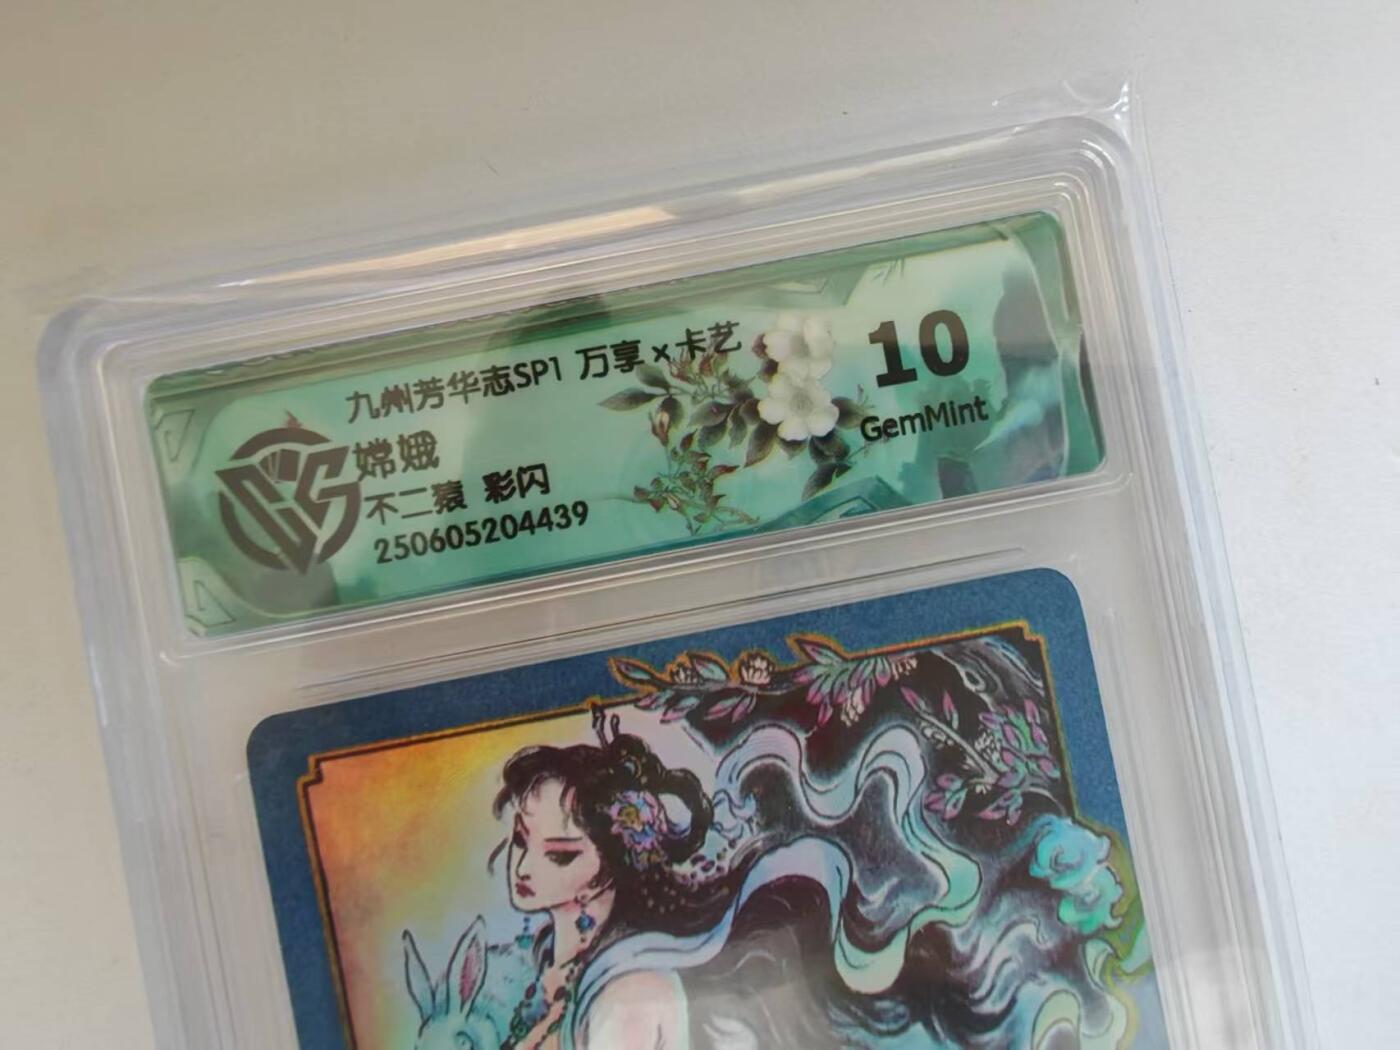 九州芳华志SP1 万享 x 卡艺
嫦娥
不二猿 彩闪
250605204439
10
GemMint